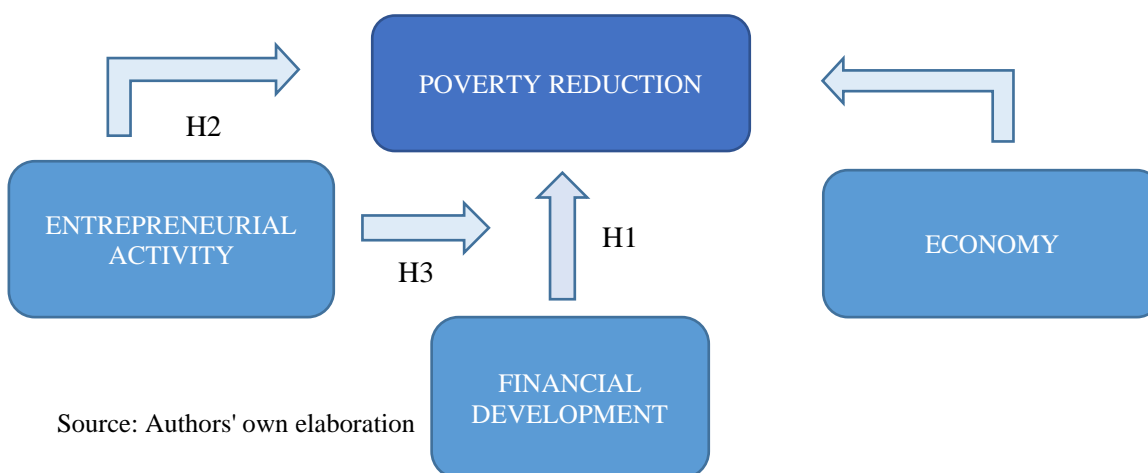 POVERTY REDUCTION
H2
ENTREPRENEURIAL
ACTIVITY
H3
H1
ECONOMY
FINANCIAL
DEVELOPMENT
Source: Authors' own elaboration